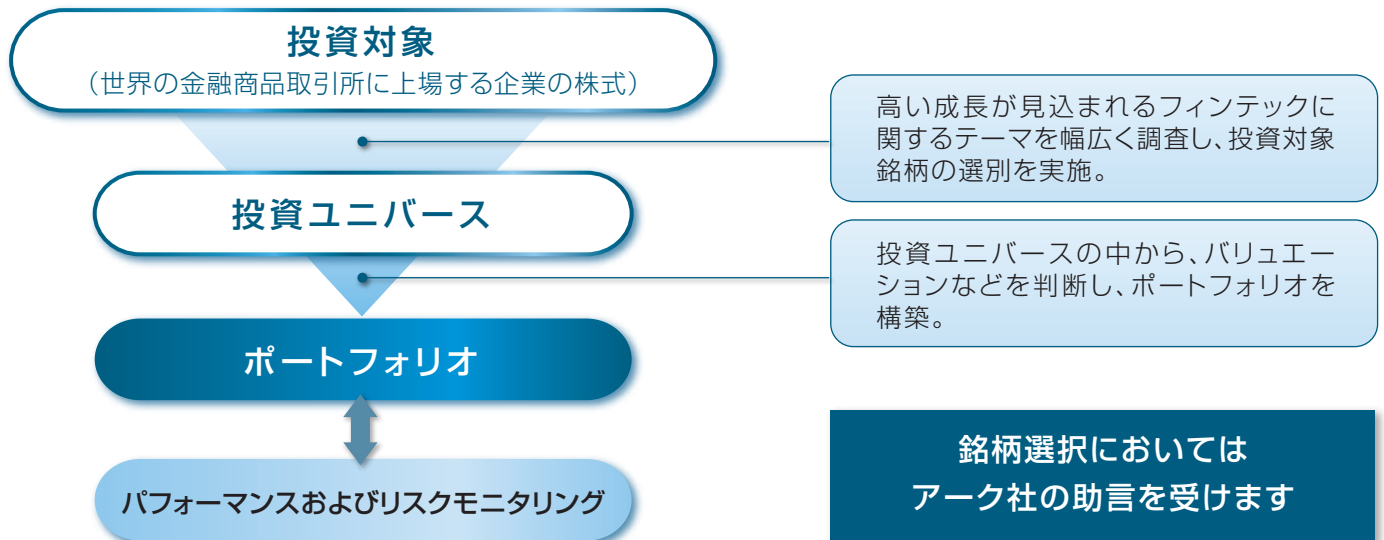 投資対象
（世界の金融商品取引所に上場する企業の株式）
高い成長が見込まれるフィンテックに
関するテーマを幅広く調査し、投資対象
銘柄の選別を実施。
投資ユニバース
投資ユニバースの中から、バリュエー
ションなどを判断し、ポートフォリオを
構築。
ポートフォリオ
パフォーマンスおよびリスクモニタリング
銘柄選択においては
アーク社の助言を受けます